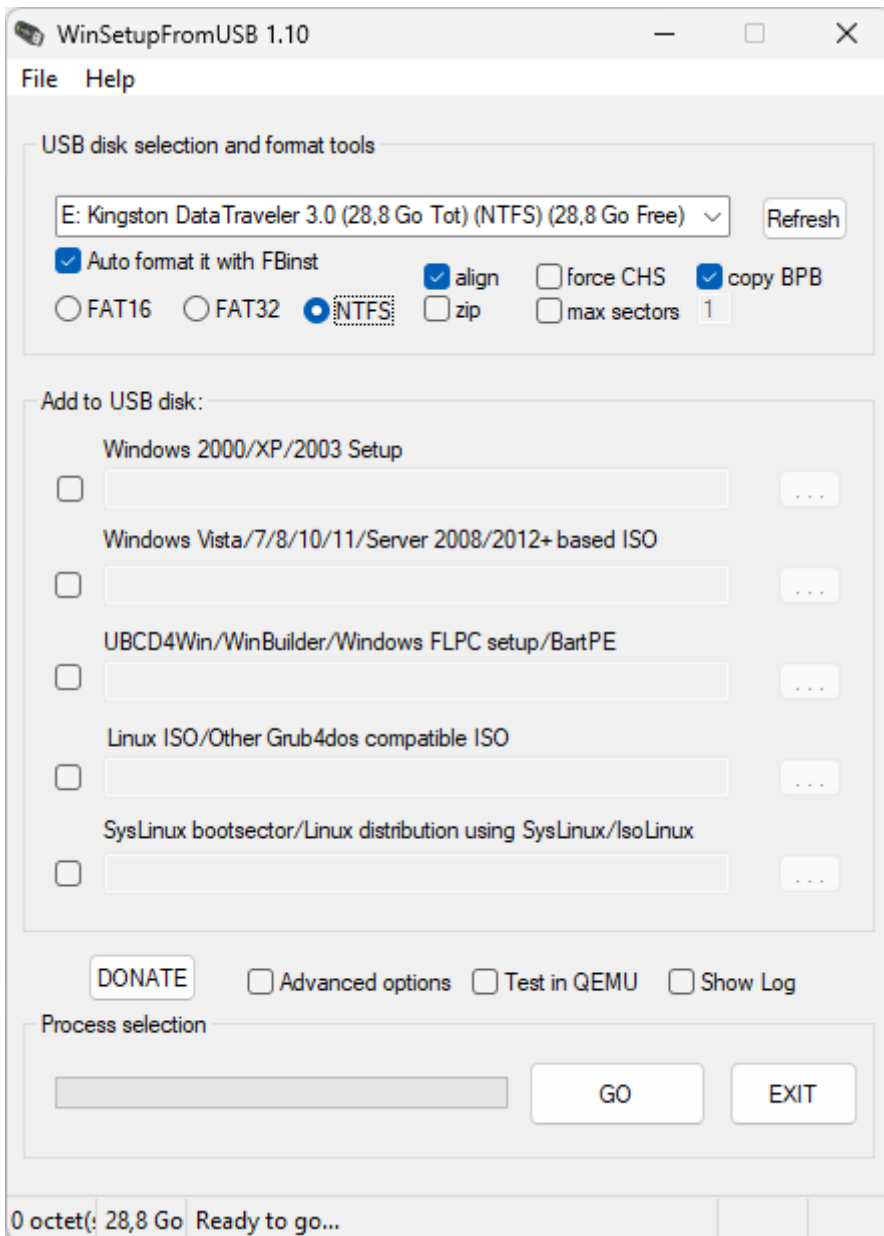 WinSetupFromUSB 1.10
File Help
USB disk selection and format tools
E: Kingston DataTraveler 3.0 (28,8 Go Tot) (NTFS) (28,8 Go Free)
Refresh
Auto format it with FBinst
align force CHS copy BPB
FAT16 FAT32 NTFS zip max sectors 1
Add to USB disk:
Windows 2000/XP/2003 Setup
...
Windows Vista/7/8/10/11/Server 2008/2012+ based ISO
...
UBCD4Win/WinBuilder/Windows FLPC setup/BartPE
...
Linux ISO/Other Grub4dos compatible ISO
...
SysLinux bootsector/Linux distribution using SysLinux/IsoLinux
...
DONATE Advanced options Test in QEMU Show Log
Process selection
GO EXIT
0 octet(s 28,8 Go Ready to go...